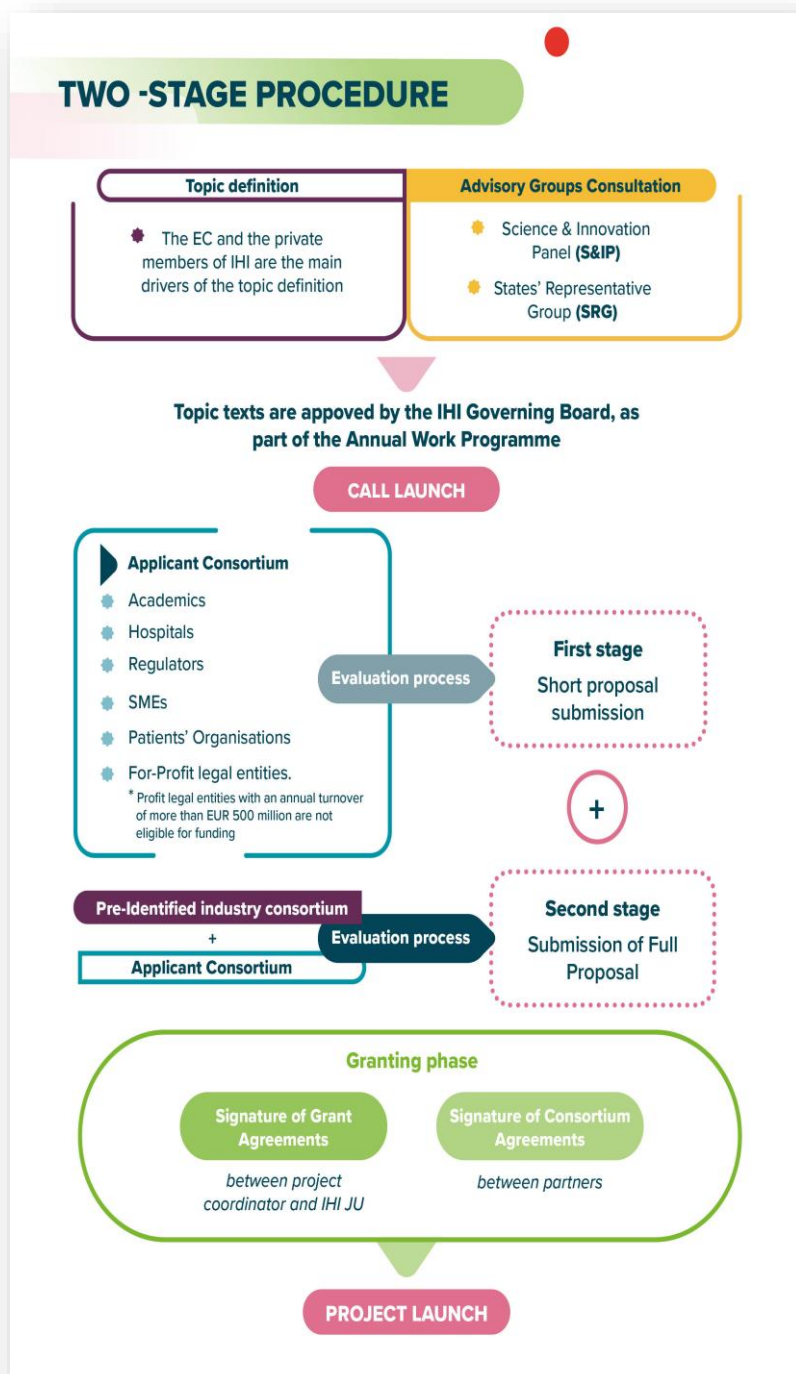 TWO -STAGE PROCEDURE
Topic definition
The EC and the private
members of IHI are the main
drivers of the topic definition
Advisory Groups Consultation
Science & Innovation
Panel (S&IP)
States' Representative
Group (SRG)
Topic texts are appoved by the IHI Governing Board, as
part of the Annual Work Programme
CALL LAUNCH
Applicant Consortium
Academics
Hospitals
Regulators
SMEs
Patients' Organisations
For-Profit legal entities.
* Profit legal entities with an annual turnover
of more than EUR 500 million are not
eligible for funding
Evaluation process
First stage
Short proposal
submission
+
Pre-Identified industry consortium
+
Applicant Consortium
Evaluation process
Second stage
Submission of Full
Proposal
Granting phase
Signature of Grant
Agreements
between project
coordinator and IHI JU
Signature of Consortium
Agreements
between partners
PROJECT LAUNCH